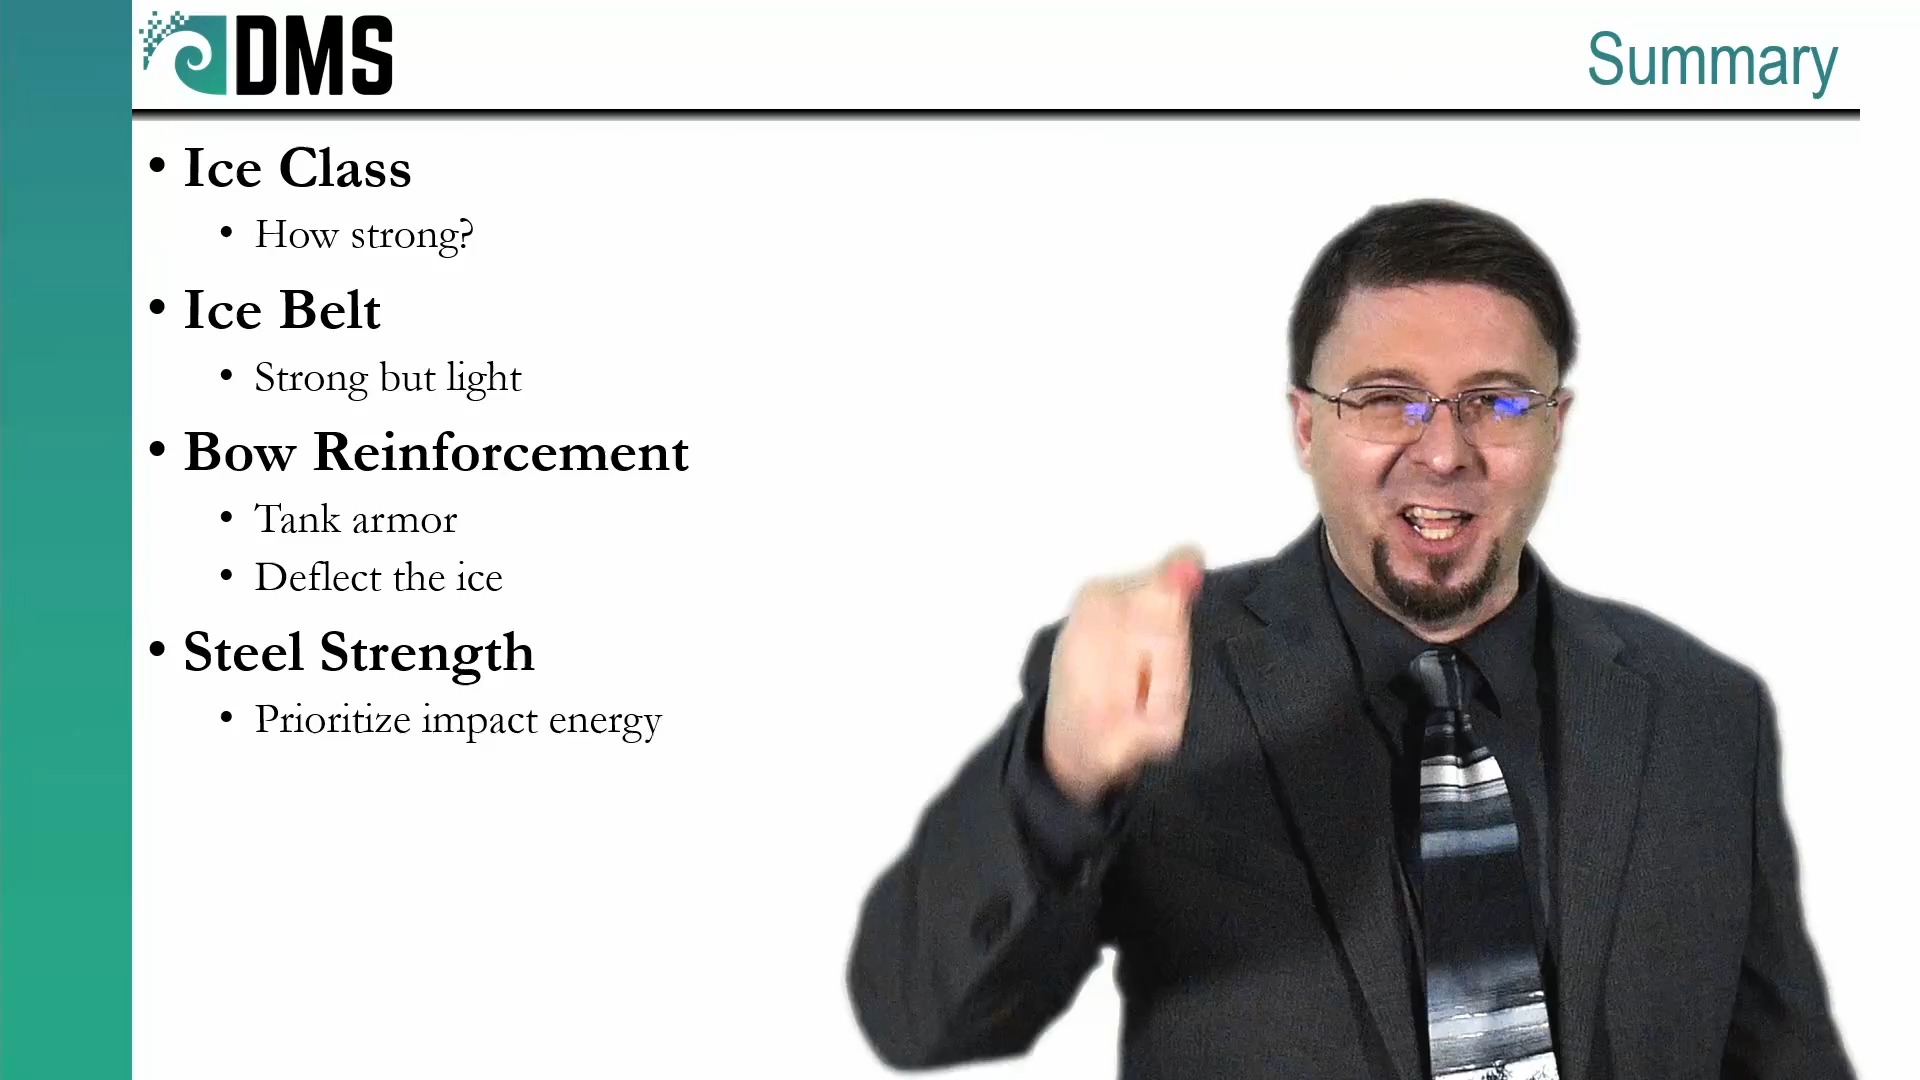 DMS
Summary
• Ice Class
• How strong?
• Ice Belt
• Strong but light
• Bow Reinforcement
• Tank armor
• Deflect the ice
• Steel Strength
• Prioritize impact energy